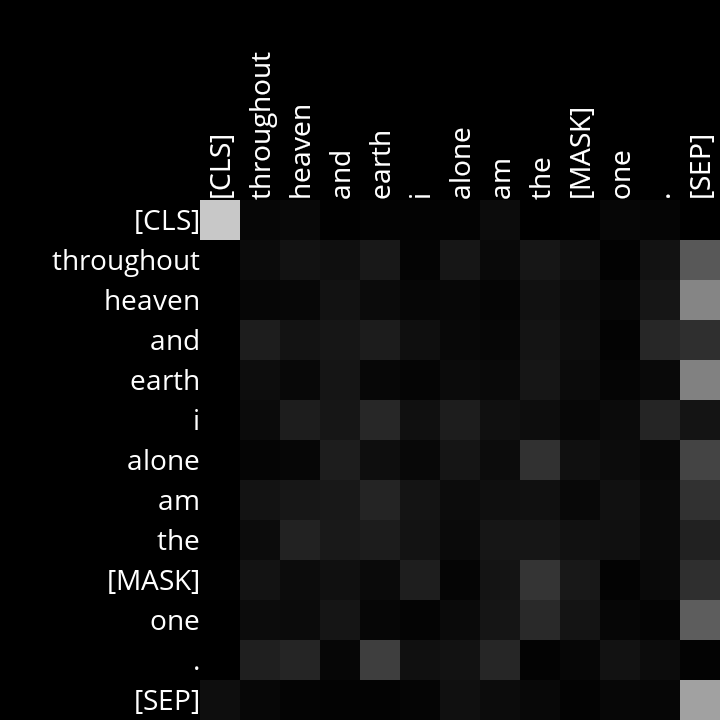 [CLS] throughout heaven and earth i alone am the [MASK] one . [SEP]
[CLS]
throughout
heaven
and
earth
i
alone
am
the
[MASK]
one
.
[SEP]